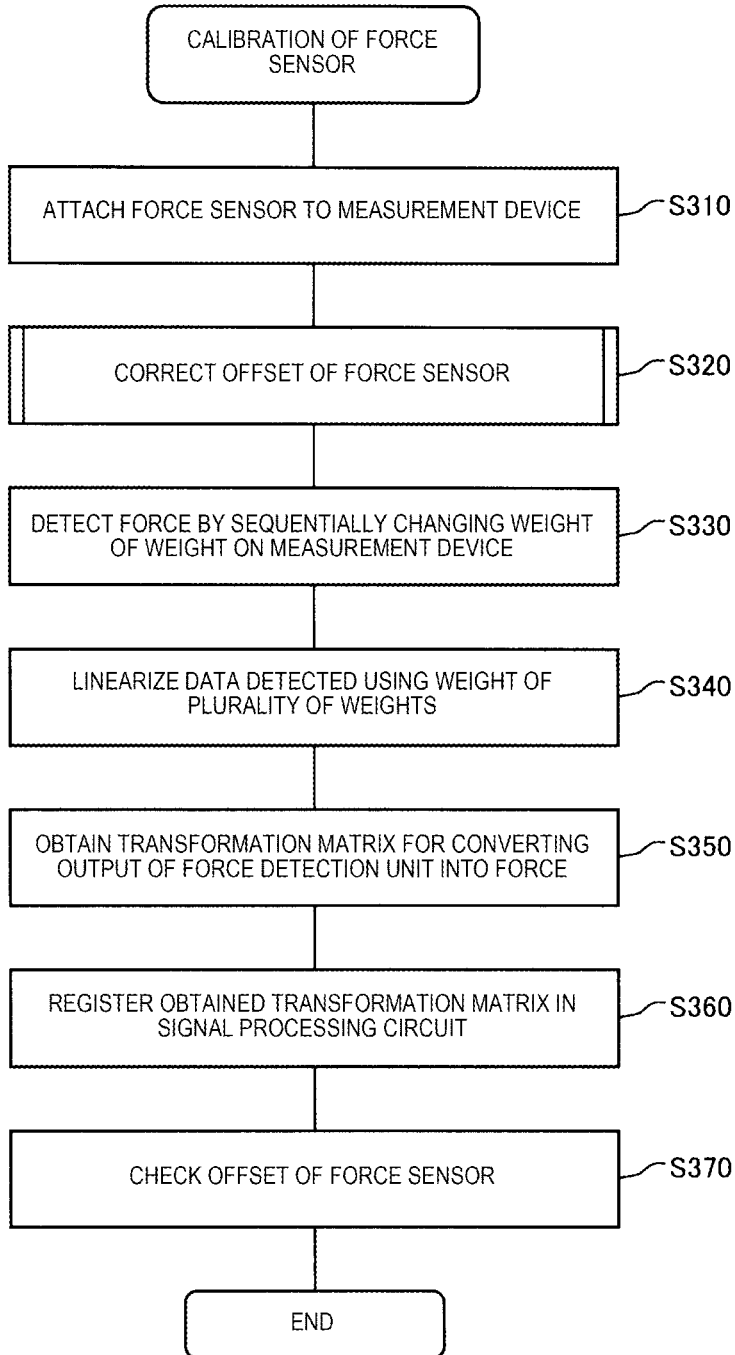 CALIBRATION OF FORCE
SENSOR
ATTACH FORCE SENSOR TO MEASUREMENT DEVICE
S310
CORRECT OFFSET OF FORCE SENSOR
S320
DETECT FORCE BY SEQUENTIALLY CHANGING WEIGHT
OF WEIGHT ON MEASUREMENT DEVICE
S330
LINEARIZE DATA DETECTED USING WEIGHT OF
PLURALITY OF WEIGHTS
S340
OBTAIN TRANSFORMATION MATRIX FOR CONVERTING
OUTPUT OF FORCE DETECTION UNIT INTO FORCE
S350
REGISTER OBTAINED TRANSFORMATION MATRIX IN
SIGNAL PROCESSING CIRCUIT
S360
CHECK OFFSET OF FORCE SENSOR
S370
END